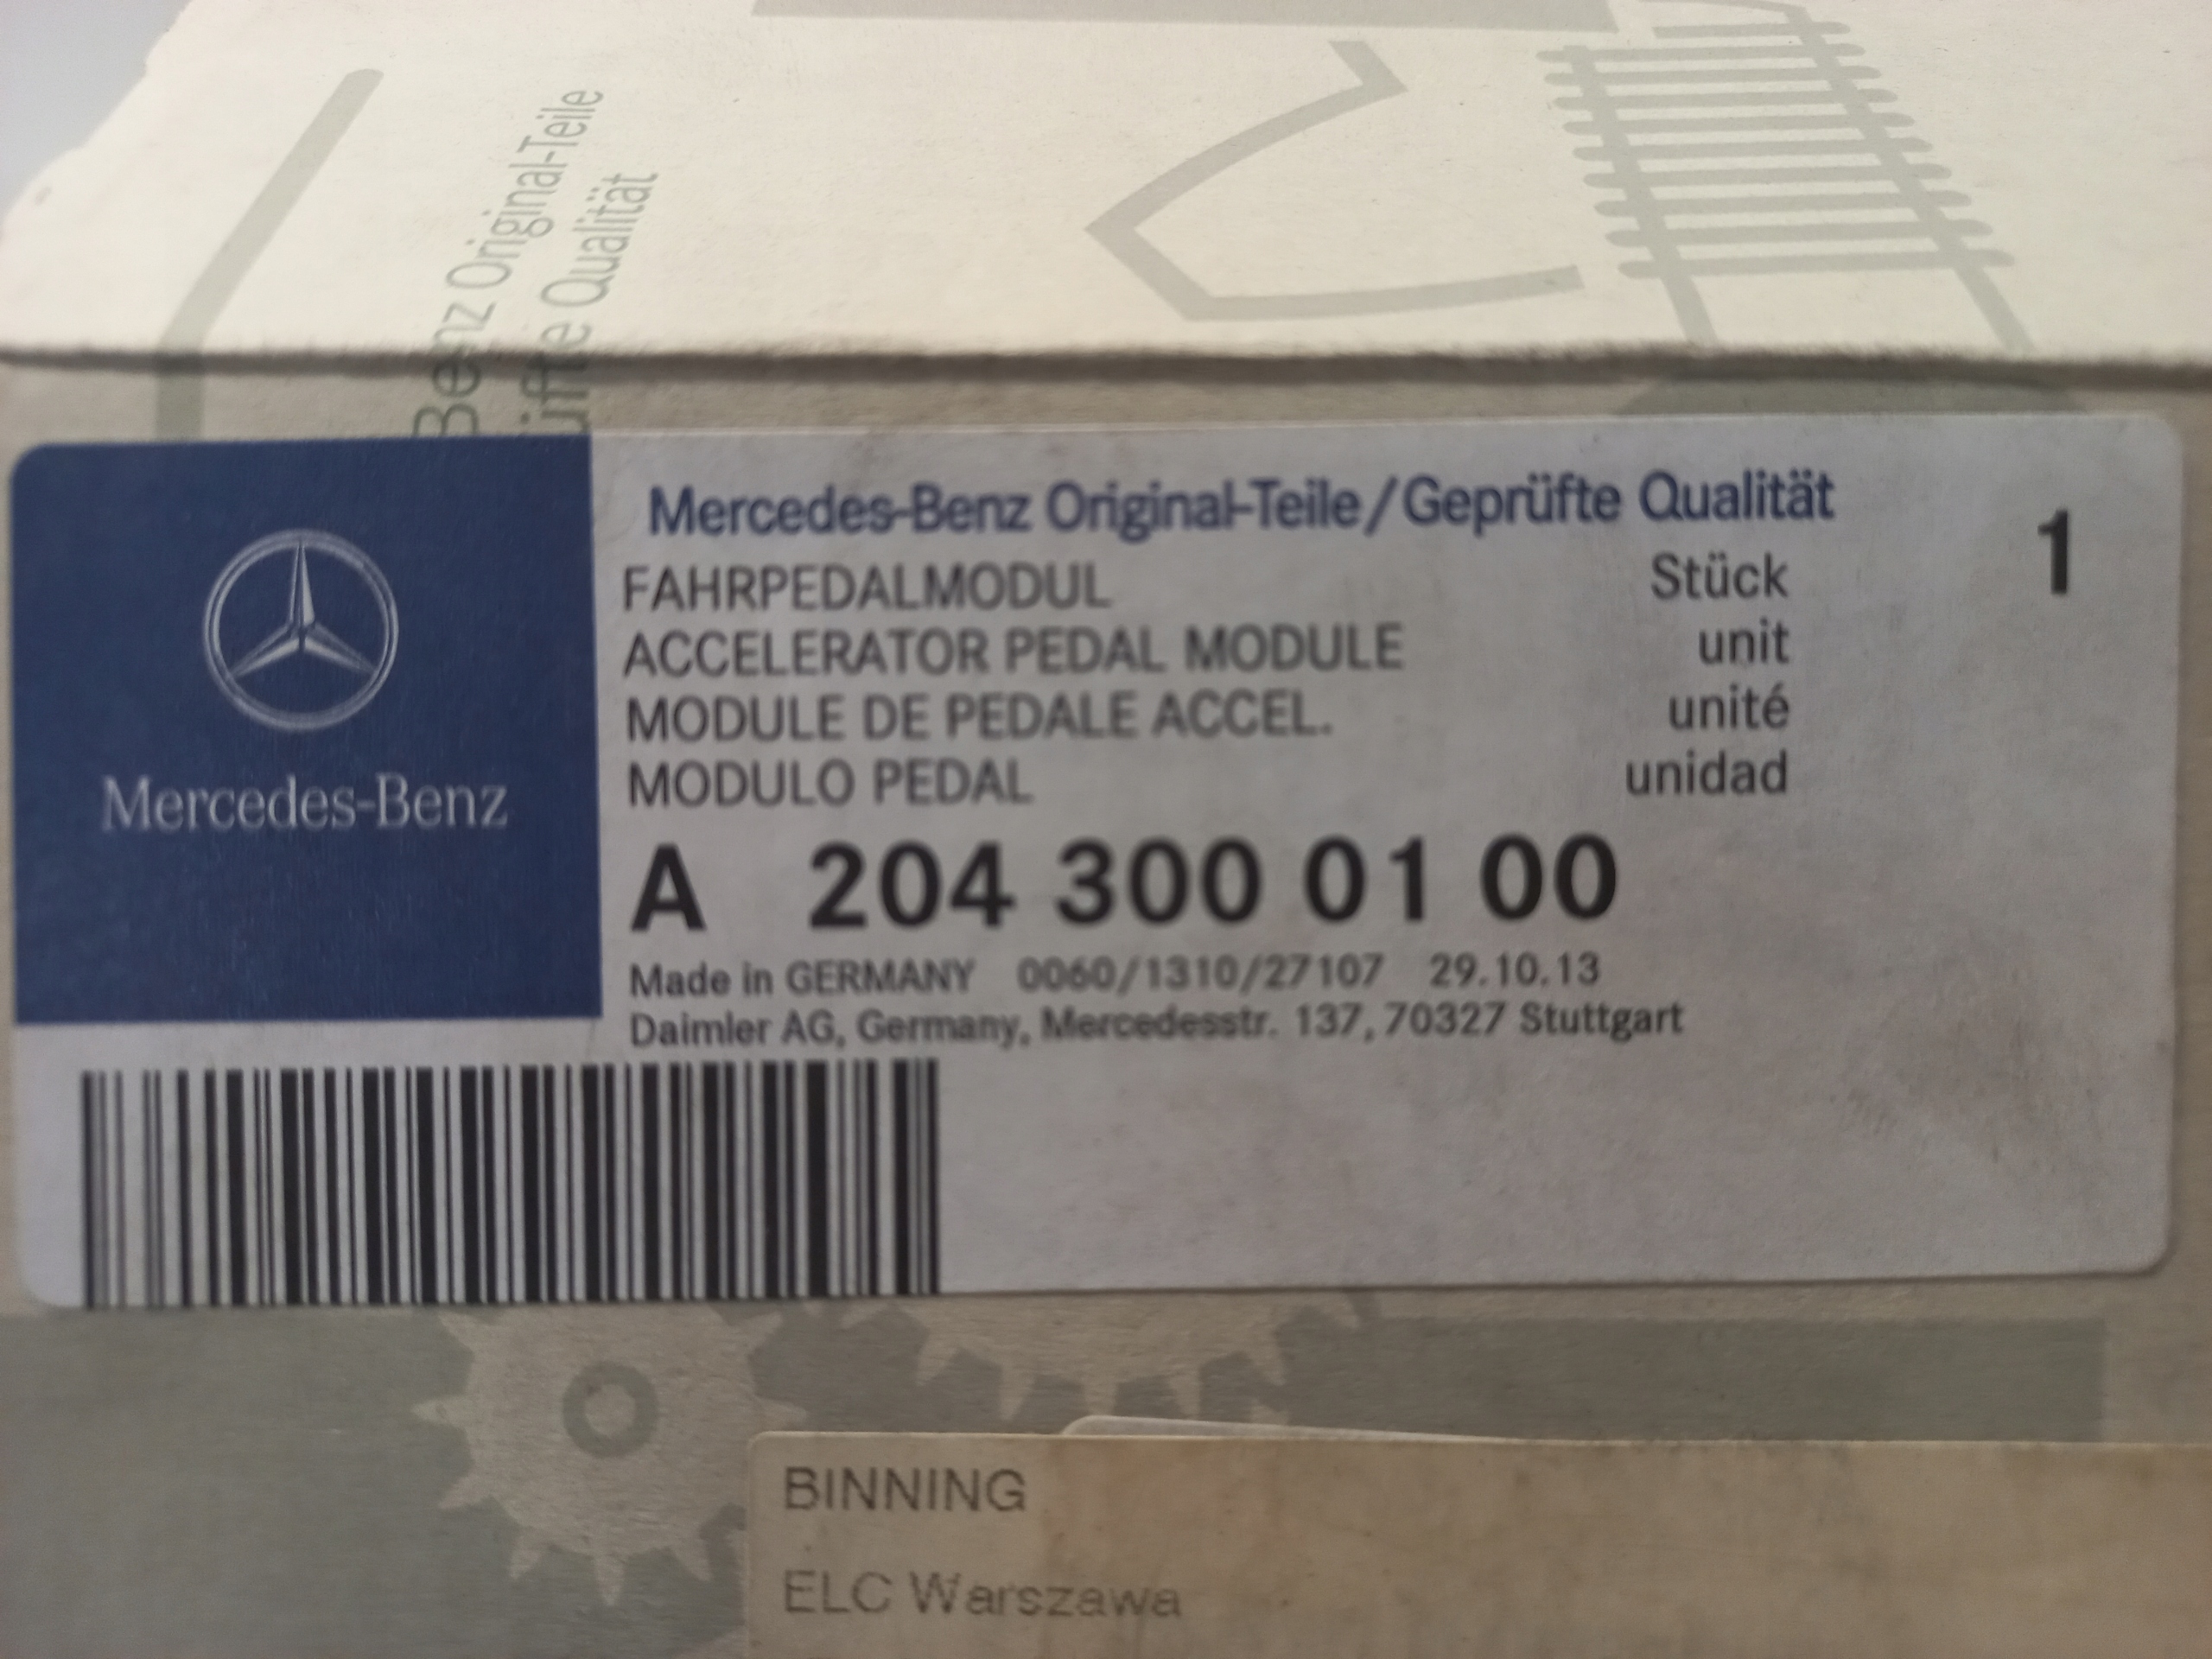 Benz Original-Teile
üfte Qualität
Mercedes-Benz
Mercedes-Benz Original-Teile/Geprüfte Qualität
FAHRPEDALMODUL Stück 1
ACCELERATOR PEDAL MODULE unit
MODULE DE PEDALE ACCEL. unité
MODULO PEDAL unidad
A 204 300 01 00
Made in GERMANY 0060/1310/27107 29.10.13
Daimler AG, Germany, Mercedesstr. 137, 70327 Stuttgart
BINNING
ELC Warszawa